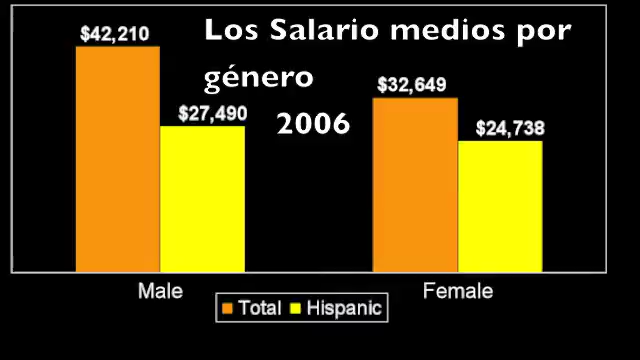 $42,210
Los Salario medios por
género
2006
$32,649
$27,490
$24,738
Male
Female
Total
Hispanic